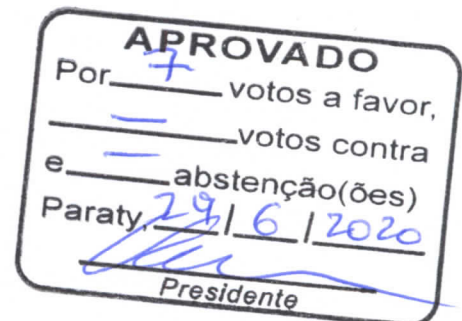 APROVADO
Por 7 votos a favor,
— votos contra
e — abstenção(ões)
Paraty, 29 / 6 / 2020
Presidente